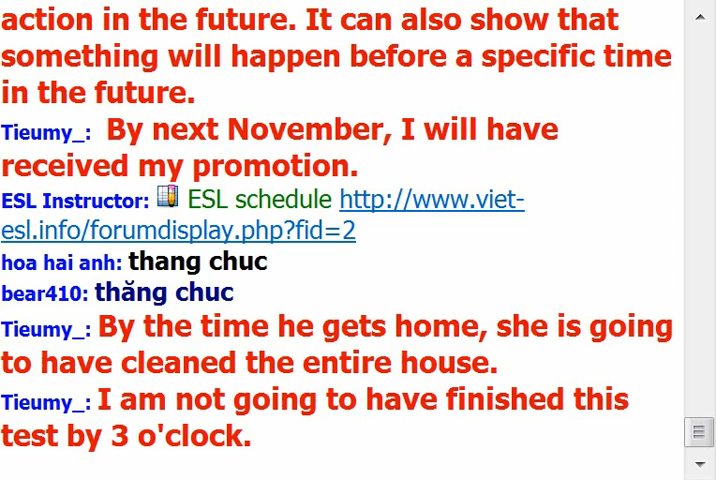 action in the future. It can also show that
something will happen before a specific time
in the future.
Tieumy_: By next November, I will have
received my promotion.
ESL Instructor: ESL schedule http://www.viet-
esl.info/forumdisplay.php?fid=2
hoa hai anh: thang chuc
bear410: thăng chuc
Tieumy_: By the time he gets home, she is going
to have cleaned the entire house.
Tieumy_: I am not going to have finished this
test by 3 o'clock.